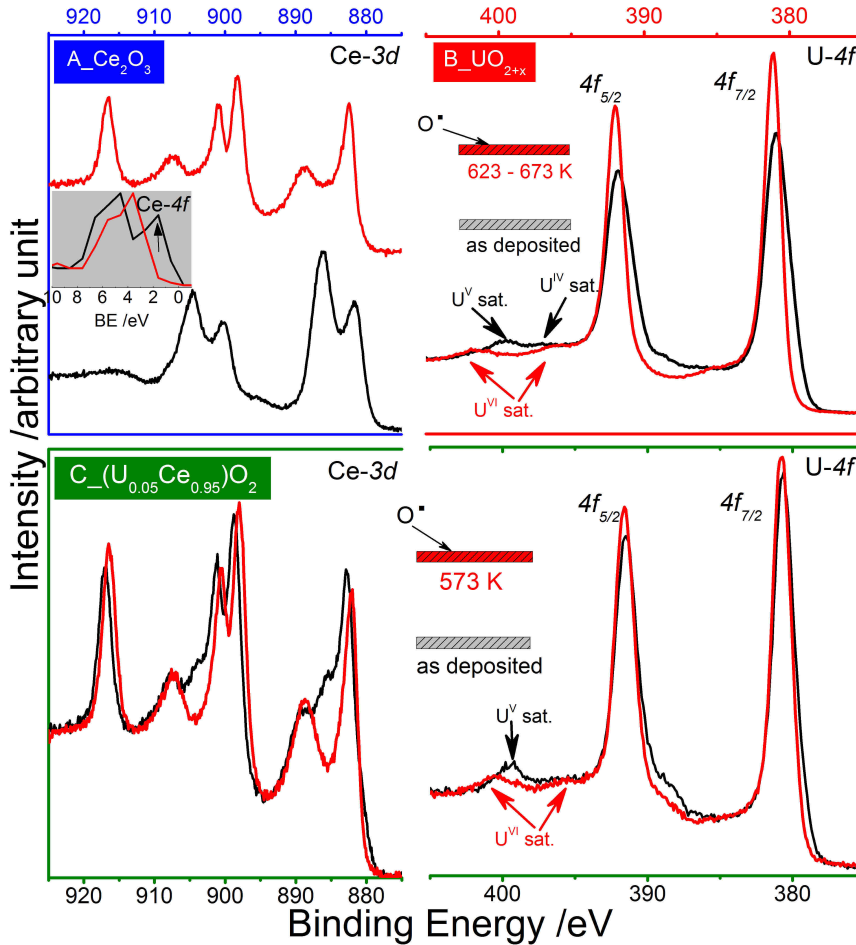 920 910 900 890 880
400 390 380
A_Ce₂O₃
Ce-3d
B_UO₂₊ₓ
U-4f
4f₅/₂
4f₇/₂
O▪
623 - 673 K
as deposited
Uⱽ sat.
Uᴵⱽ sat.
Uⱽᴵ sat.
Ce-4f
10 8 6 4 2 0
BE /eV
Intensity /arbitrary unit
C_(U₀.₀₅Ce₀.₉₅)O₂
Ce-3d
U-4f
4f₅/₂
4f₇/₂
O▪
573 K
as deposited
Uⱽ sat.
Uⱽᴵ sat.
920 910 900 890 880
400 390 380
Binding Energy /eV